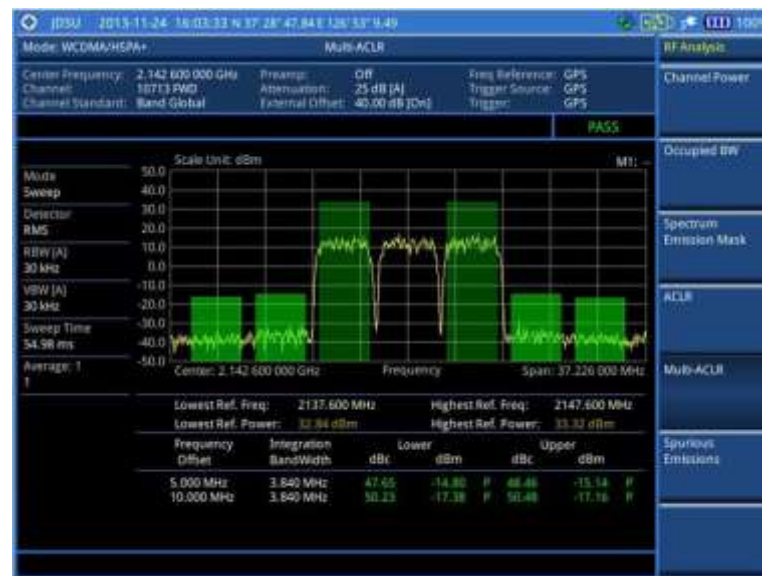 JDSU 2013-11-24 16:03:33 N 37° 28' 47.84 E 126° 53' 9.49 100%
Mode: WCDMA/HSPA+ Multi-ACLR RF Analysis
Center Frequency: 2.142 600 000 GHz Preamp: Off Freq Reference: GPS
Channel: 10713 FWD Attenuation: 25 dB [A] Trigger Source: GPS
Channel Standard: Band Global External Offset: 40.00 dB [On] Trigger: GPS
Channel Power
PASS
Occupied BW
Scale Unit: dBm M1: --
Mode
Sweep
Detector
RMS
RBW [A]
30 kHz
VBW [A]
30 kHz
Sweep Time
54.98 ms
Average: 1
1
50.0
40.0
30.0
20.0
10.0
0.0
-10.0
-20.0
-30.0
-40.0
-50.0
Center: 2.142 600 000 GHz Frequency Span: 37.226 000 MHz
Spectrum
Emission Mask
ACLR
Multi-ACLR
Spurious
Emissions
Lowest Ref. Freq: 2137.600 MHz Highest Ref. Freq: 2147.600 MHz
Lowest Ref. Power: 32.84 dBm Highest Ref. Power: 33.32 dBm
Frequency Integration Lower Upper
Offset BandWidth dBc dBm dBc dBm
5.000 MHz 3.840 MHz 47.65 -14.80 P 48.46 -15.14 P
10.000 MHz 3.840 MHz 50.23 -17.38 P 50.48 -17.16 P